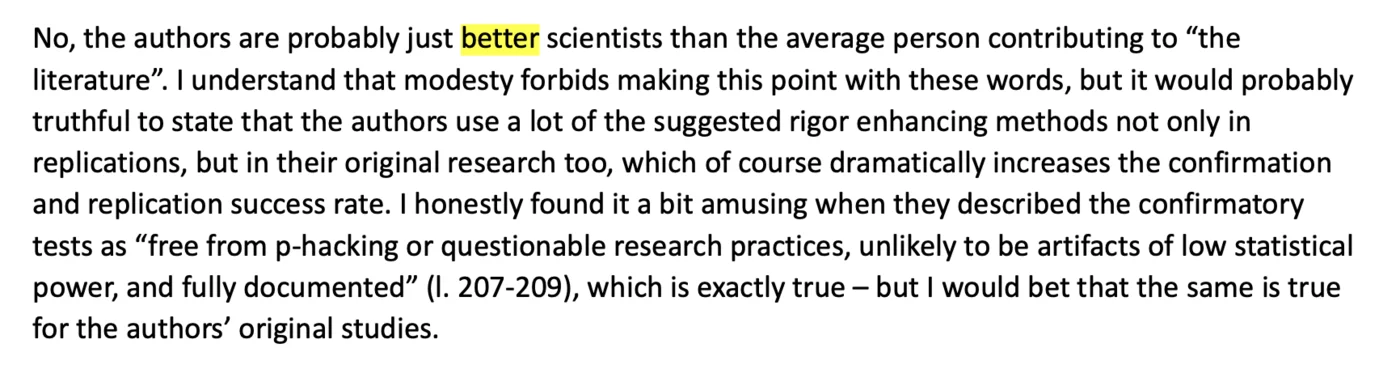 No, the authors are probably just better scientists than the average person contributing to “the
literature”. I understand that modesty forbids making this point with these words, but it would probably
truthful to state that the authors use a lot of the suggested rigor enhancing methods not only in
replications, but in their original research too, which of course dramatically increases the confirmation
and replication success rate. I honestly found it a bit amusing when they described the confirmatory
tests as “free from p-hacking or questionable research practices, unlikely to be artifacts of low statistical
power, and fully documented” (l. 207-209), which is exactly true – but I would bet that the same is true
for the authors’ original studies.